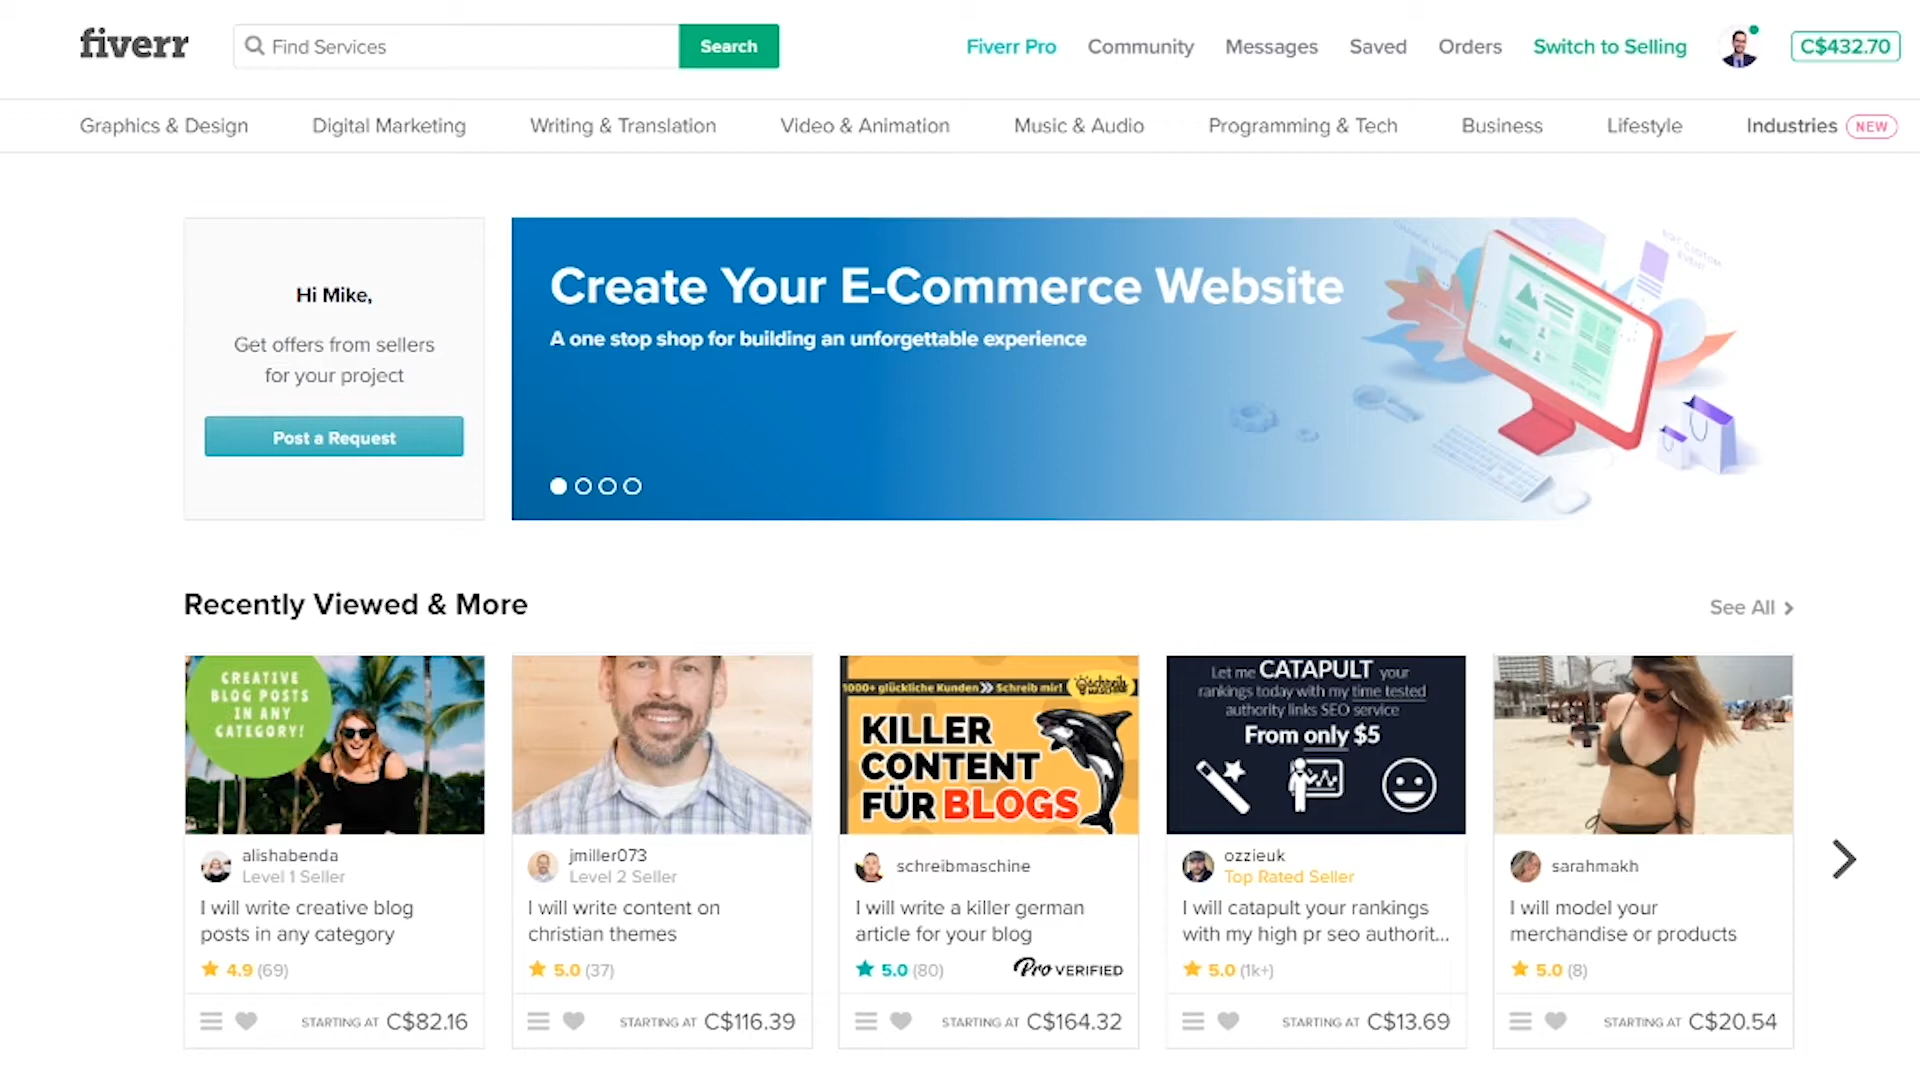 fiverr
Find Services
Search
Fiverr Pro
Community
Messages
Saved
Orders
Switch to Selling
C$432.70
Graphics & Design
Digital Marketing
Writing & Translation
Video & Animation
Music & Audio
Programming & Tech
Business
Lifestyle
Industries NEW
Hi Mike,
Get offers from sellers
for your project
Post a Request
Create Your E-Commerce Website
A one stop shop for building an unforgettable experience
Recently Viewed & More
See All
CREATIVE
BLOG POSTS
IN ANY
CATEGORY!
alishabenda
Level 1 Seller
I will write creative blog
posts in any category
4.9 (69)
STARTING AT C$82.16
jmiller073
Level 2 Seller
I will write content on
christian themes
5.0 (37)
STARTING AT C$116.39
1000+ glückliche Kunden Schreib mir!
KILLER
CONTENT
FÜR BLOGS
schreibmaschine
I will write a killer german
article for your blog
5.0 (80)
Pro VERIFIED
STARTING AT C$164.32
Let me CATAPULT your
rankings today with my time tested
authority links SEO service
From only $5
ozzieuk
Top Rated Seller
I will catapult your rankings
with my high pr seo authorit...
5.0 (1k+)
STARTING AT C$13.69
sarahmakh
I will model your
merchandise or products
5.0 (8)
STARTING AT C$20.54